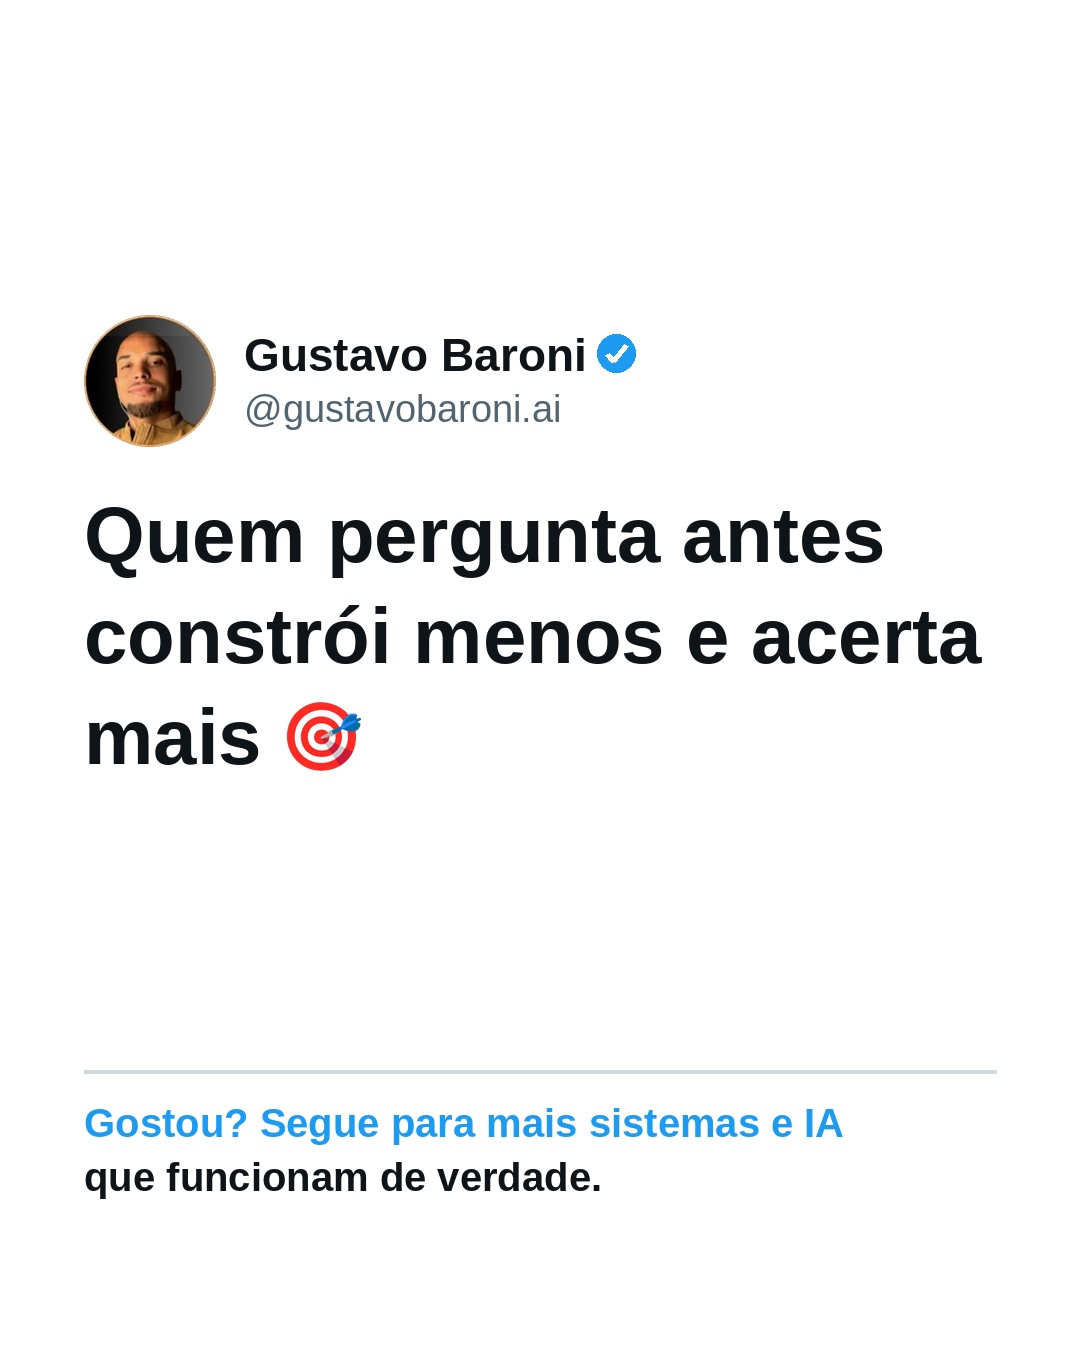 Gustavo Baroni
@gustavobaroni.ai
Quem pergunta antes
constrói menos e acerta
mais 🎯
Gostou? Segue para mais sistemas e IA
que funcionam de verdade.